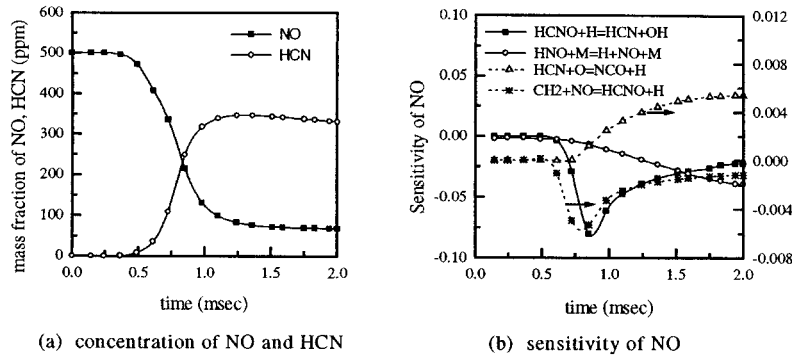 mass fraction of NO, HCN (ppm)
600
500
400
300
200
100
0
NO
HCN
0.0
0.5
1.0
1.5
2.0
time (msec)
(a) concentration of NO and HCN
Sensitivity of NO
0.10
0.05
0.00
-0.05
-0.10
HCNO+H=HCN+OH
HNO+M=H+NO+M
HCN+O=NCO+H
CH2+NO=HCNO+H
0.012
0.008
0.004
0.000
-0.004
-0.008
0.0
0.5
1.0
1.5
2.0
time (msec)
(b) sensitivity of NO